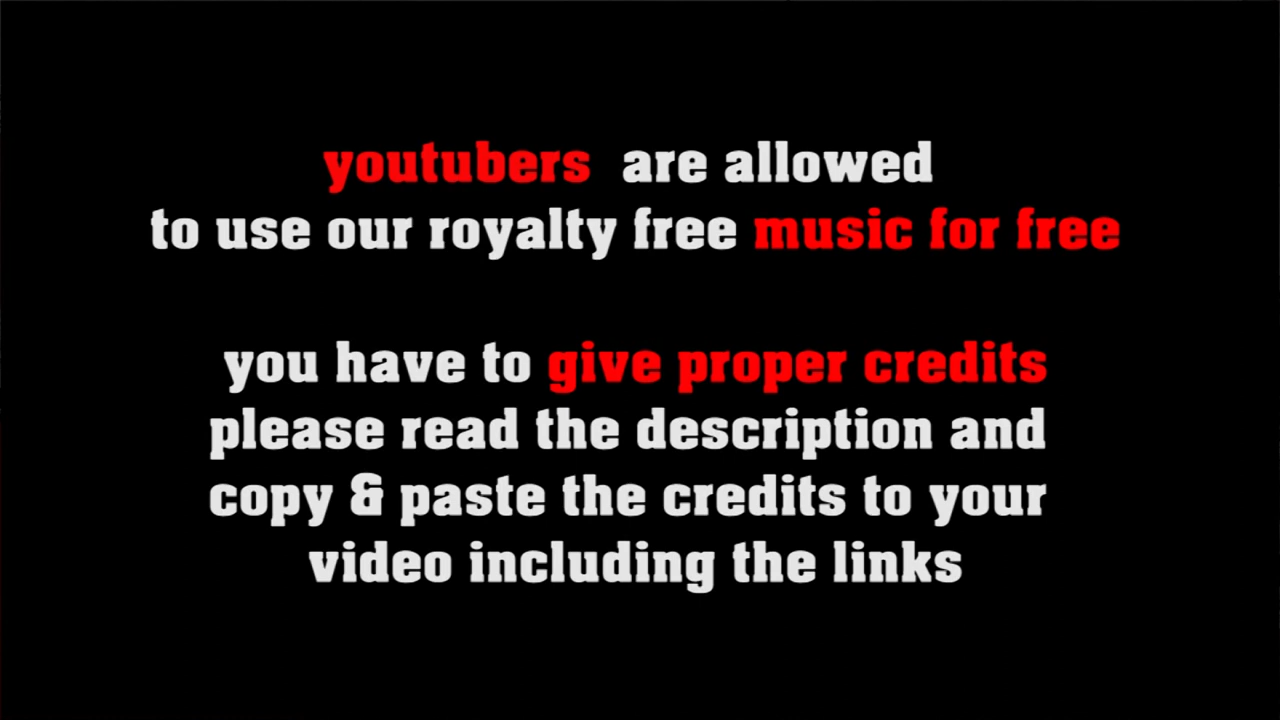 youtubers are allowed
to use our royalty free music for free
you have to give proper credits
please read the description and
copy & paste the credits to your
video including the links